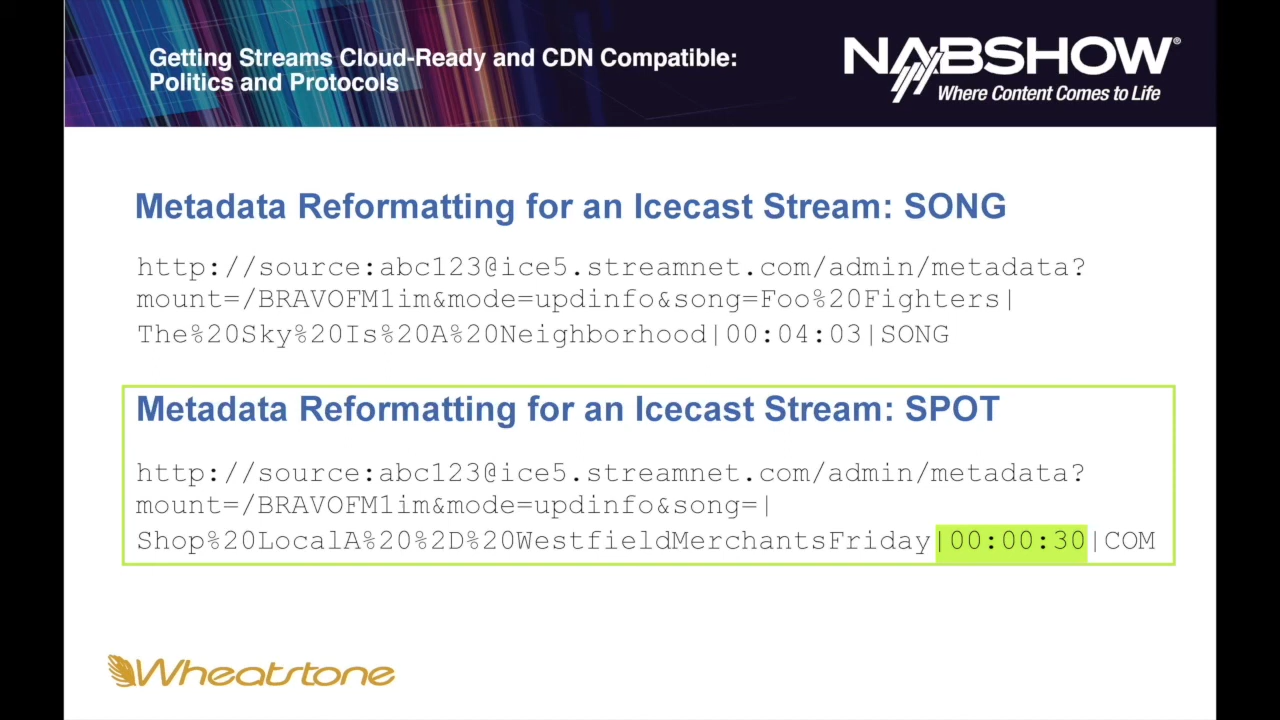 Getting Streams Cloud-Ready and CDN Compatible:
Politics and Protocols
NABSHOW®
Where Content Comes to Life
Metadata Reformatting for an Icecast Stream: SONG
http://source:abc123@ice5.streamnet.com/admin/metadata?
mount=/BRAVOFM1im&mode=updinfo&song=Foo%20Fighters|
The%20Sky%20Is%20A%20Neighborhood|00:04:03|SONG
Metadata Reformatting for an Icecast Stream: SPOT
http://source:abc123@ice5.streamnet.com/admin/metadata?
mount=/BRAVOFM1im&mode=updinfo&song=|
Shop%20LocalA%20%2D%20WestfieldMerchantsFriday|00:00:30|COM
Wheatstone